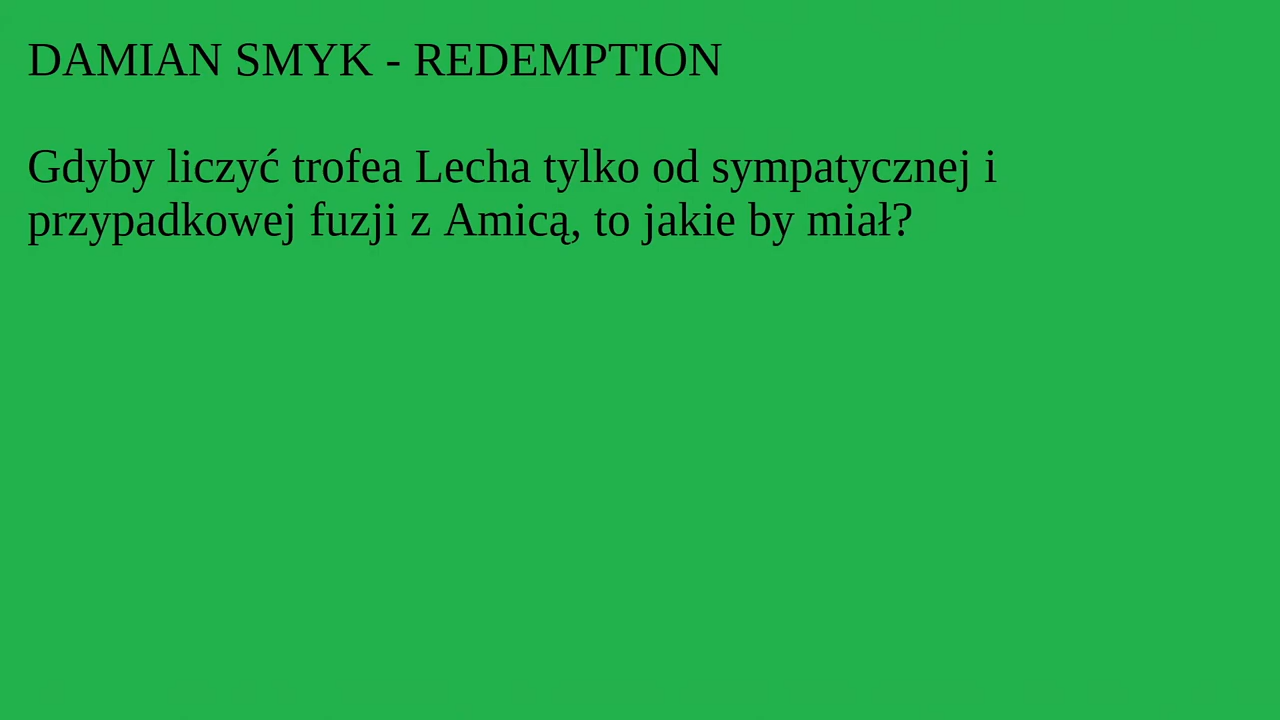 DAMIAN SMYK - REDEMPTION
Gdyby liczyć trofea Lecha tylko od sympatycznej i
przypadkowej fuzji z Amicą, to jakie by miał?